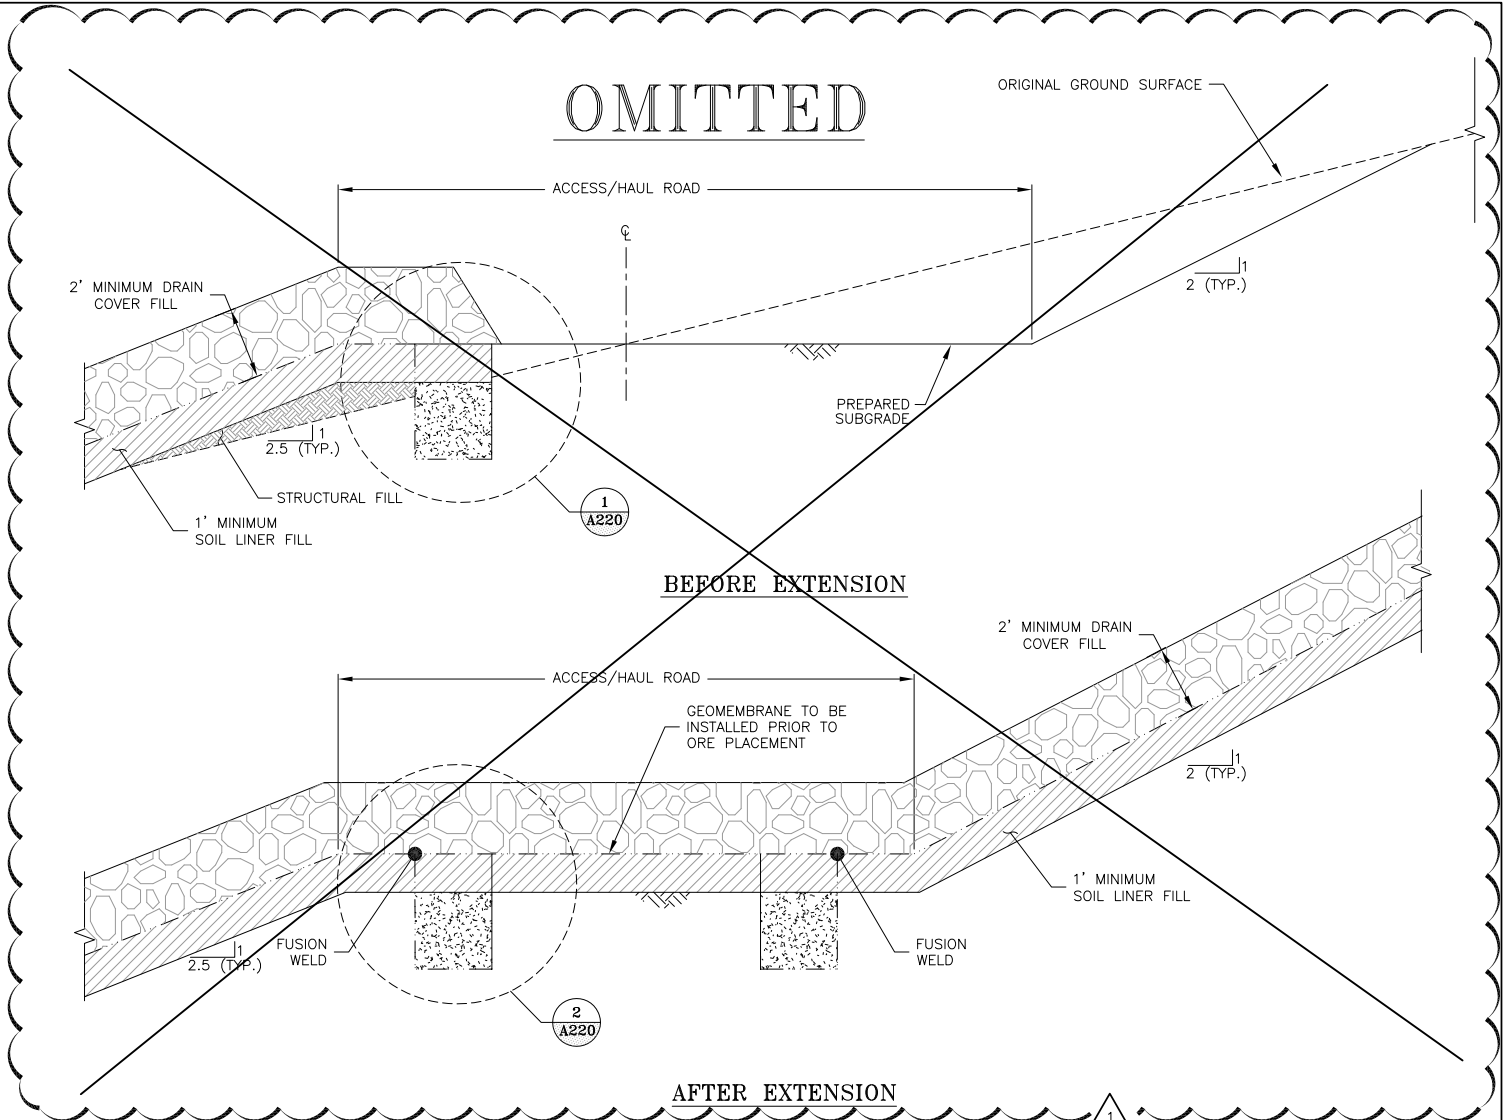 OMITTED
ORIGINAL GROUND SURFACE
ACCESS/HAUL ROAD
℄
2' MINIMUM DRAIN
COVER FILL
1
2 (TYP.)
PREPARED
SUBGRADE
1
2.5 (TYP.)
STRUCTURAL FILL
1' MINIMUM
SOIL LINER FILL
1
A220
BEFORE EXTENSION
2' MINIMUM DRAIN
COVER FILL
ACCESS/HAUL ROAD
GEOMEMBRANE TO BE
INSTALLED PRIOR TO
ORE PLACEMENT
1
2 (TYP.)
1' MINIMUM
SOIL LINER FILL
1
2.5 (TYP.)
FUSION
WELD
FUSION
WELD
2
A220
AFTER EXTENSION
1